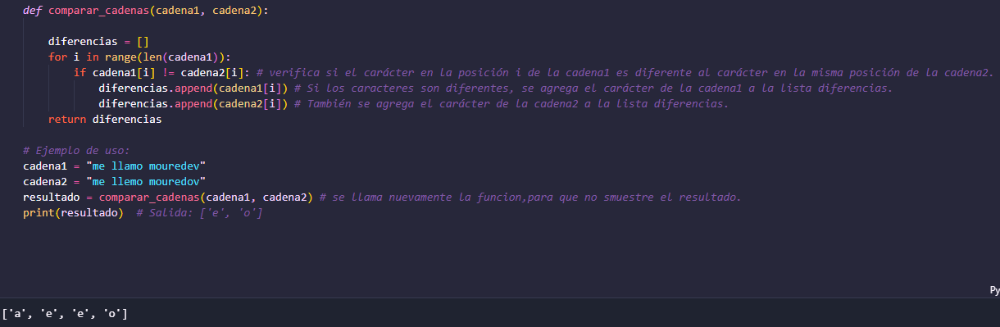 def comparar_cadenas(cadena1, cadena2):
diferencias = []
for i in range(len(cadena1)):
if cadena1[i] != cadena2[i]: # verifica si el carácter en la posición i de la cadena1 es diferente al carácter en la misma posición de la cadena2.
diferencias.append(cadena1[i]) # Si los caracteres son diferentes, se agrega el carácter de la cadena1 a la lista diferencias.
diferencias.append(cadena2[i]) # También se agrega el carácter de la cadena2 a la lista diferencias.
return diferencias
# Ejemplo de uso:
cadena1 = "me llamo mouredev"
cadena2 = "me llemo mouredov"
resultado = comparar_cadenas(cadena1, cadena2) # se llama nuevamente la funcion,para que no smuestre el resultado.
print(resultado)  # Salida: ['e', 'o']
Py
['a', 'e', 'e', 'o']